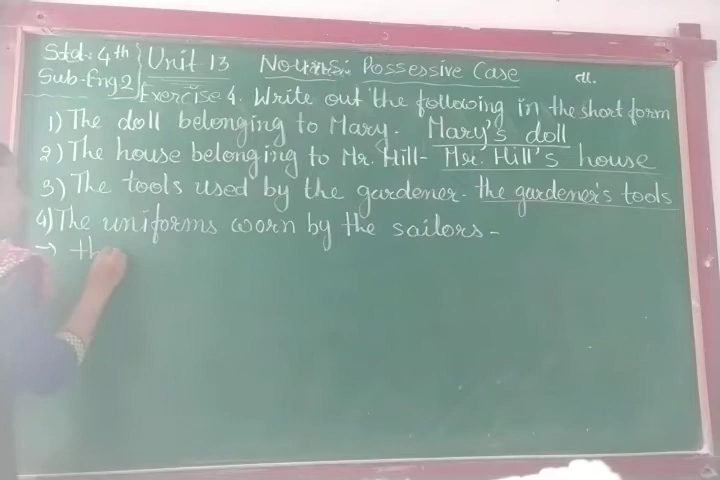 Std: 4th Unit 13 Nouns: Possessive Case
Sub-Eng 2
Exercise 4. Write out the following in the short form
1) The doll belonging to Mary- Mary's doll
2) The house belonging to Mr. Hill- Mr. Hill's house
3) The tools used by the gardener- the gardener's tools
4) The uniforms worn by the sailors-
→ th